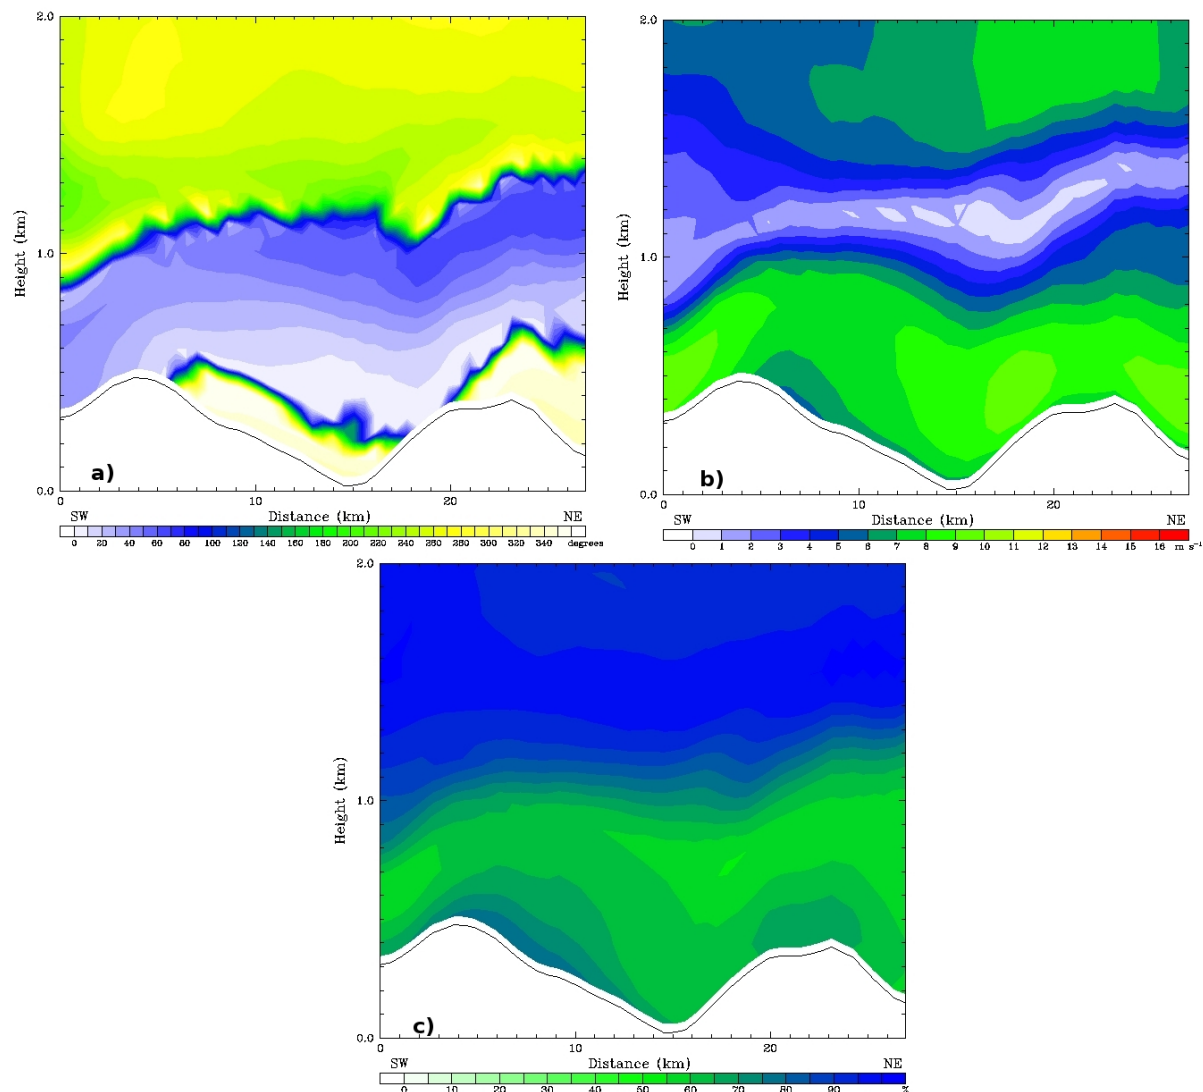 2.0
1.0
0.0
Height (km)
a)
0
10
20
SW
Distance (km)
NE
0 20 40 60 80 100 120 140 160 180 200 220 240 260 280 300 320 340 degrees
2.0
1.0
0.0
Height (km)
b)
0
10
20
SW
Distance (km)
NE
0 1 2 3 4 5 6 7 8 9 10 11 12 13 14 15 16 m s⁻¹
2.0
1.0
0.0
Height (km)
c)
0
10
20
SW
Distance (km)
NE
0 10 20 30 40 50 60 70 80 90 %